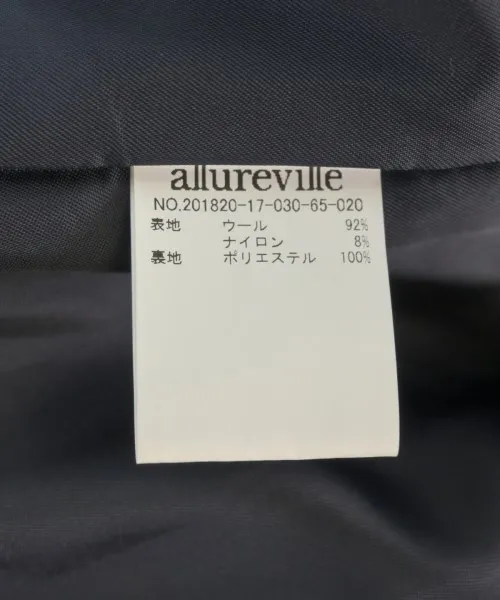 allureville
NO.201820-17-030-65-020
表地 ウール 92%
ナイロン 8%
裏地 ポリエステル 100%